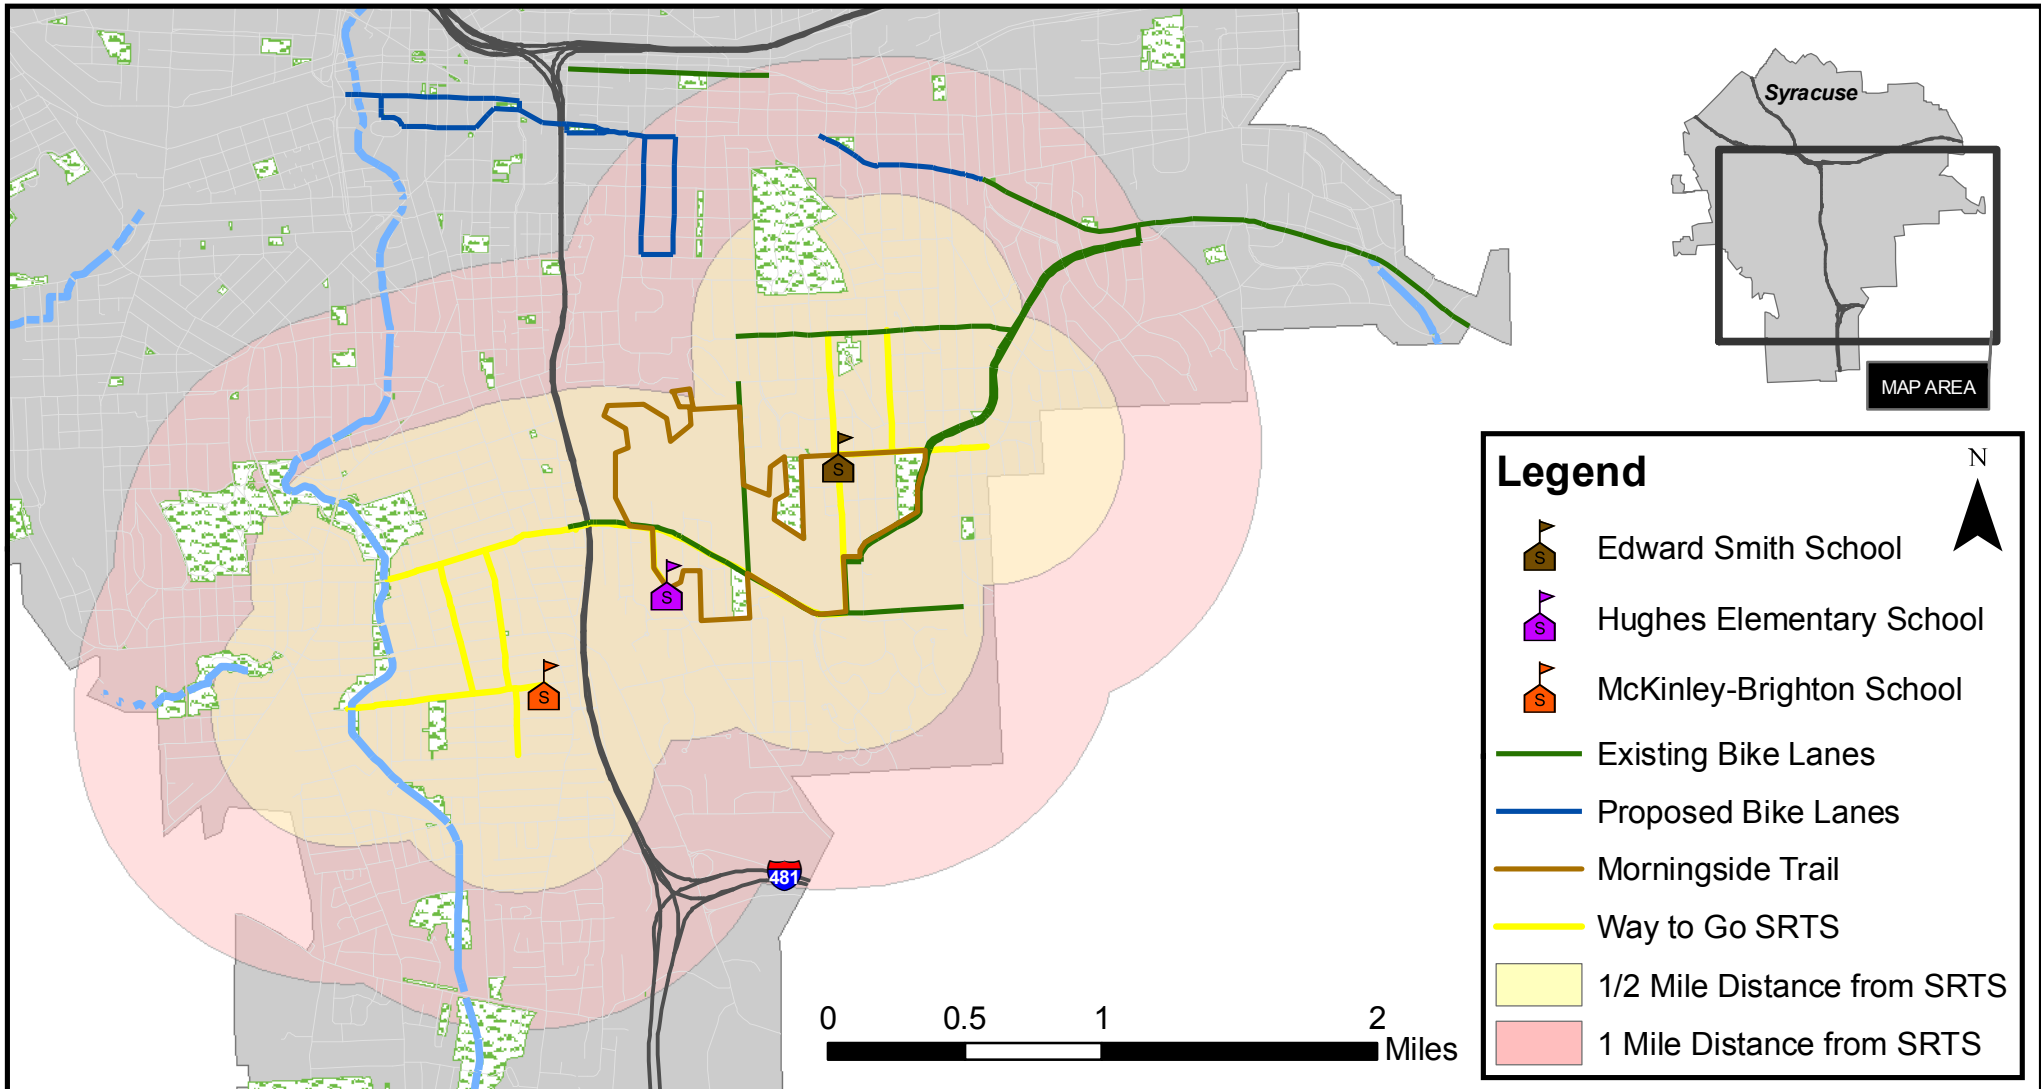 Syracuse
MAP AREA
Legend
N
S Edward Smith School
S Hughes Elementary School
S McKinley-Brighton School
Existing Bike Lanes
Proposed Bike Lanes
Morningside Trail
Way to Go SRTS
1/2 Mile Distance from SRTS
1 Mile Distance from SRTS
S
S
S
481
0 0.5 1 2
Miles